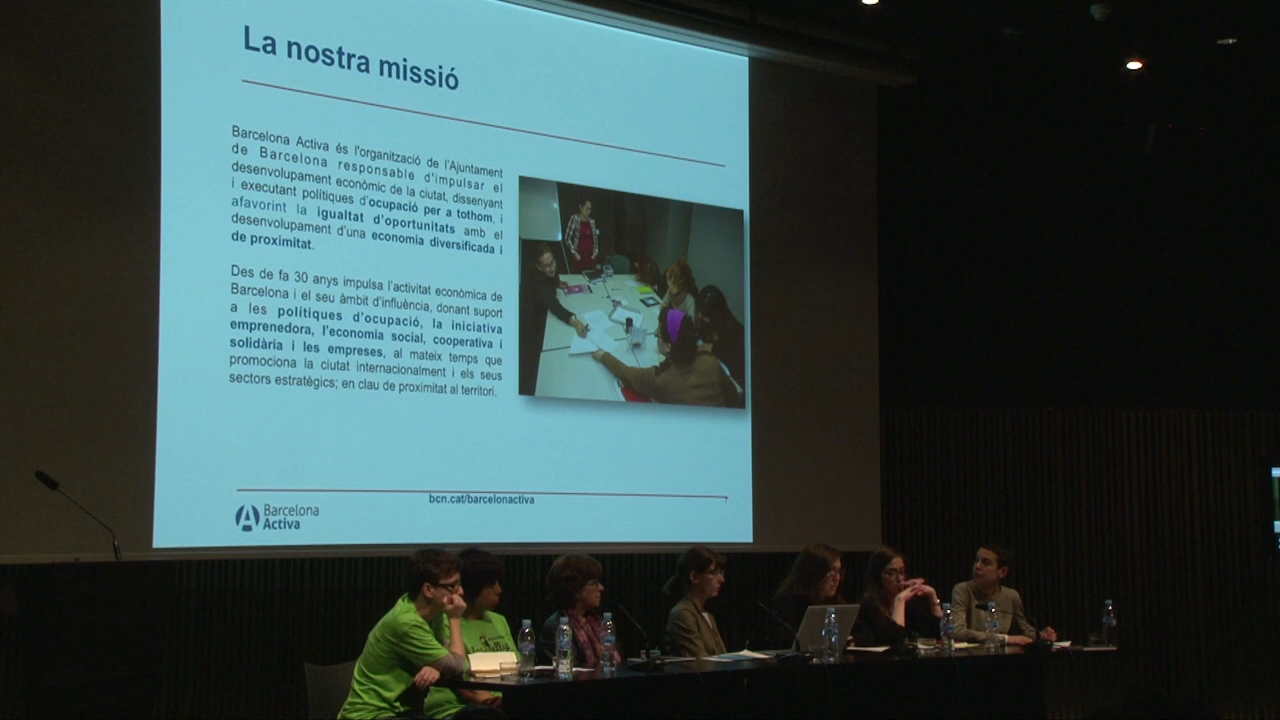 La nostra missió
Barcelona Activa és l'organització de l'Ajuntament
de Barcelona responsable d'impulsar el
desenvolupament econòmic de la ciutat, dissenyant
i executant polítiques d'ocupació per a tothom, i
afavorint la igualtat d'oportunitats amb el
desenvolupament d'una economia diversificada i
de proximitat.
Des de fa 30 anys impulsa l'activitat econòmica de
Barcelona i el seu àmbit d'influència, donant suport
a les polítiques d'ocupació, la iniciativa
emprenedora, l'economia social, cooperativa i
solidària i les empreses, al mateix temps que
promociona la ciutat internacionalment i els seus
sectors estratègics; en clau de proximitat al territori.
bcn.cat/barcelonactiva
Barcelona
Activa